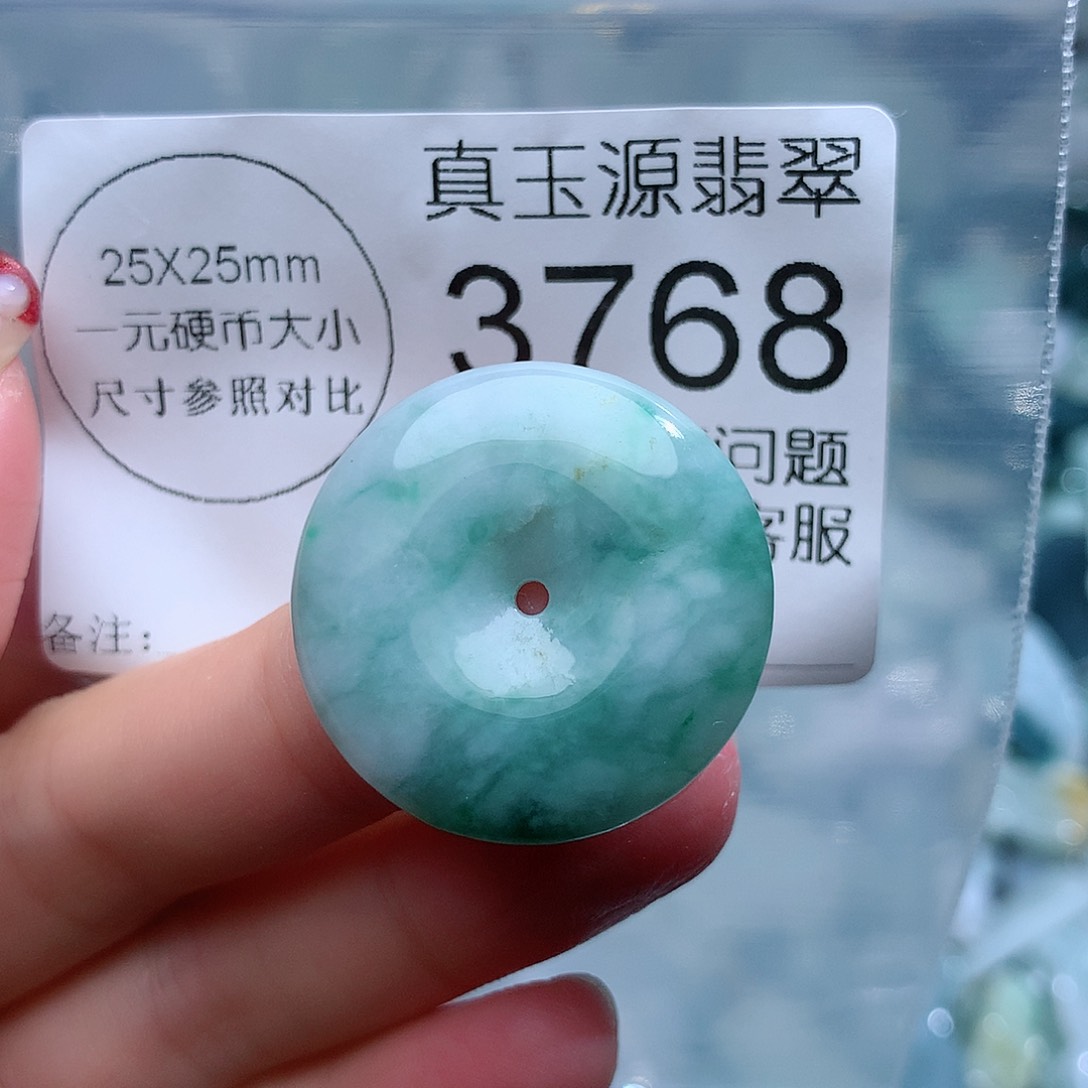 25X25mm
一元硬币大小
尺寸参照对比
真玉源翡翠
3768
问题
客服
备注: